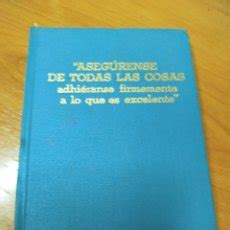 "ASEGÚRENSE
DE TODAS LAS COSAS
adhiéranse firmemente
a lo que es excelente"